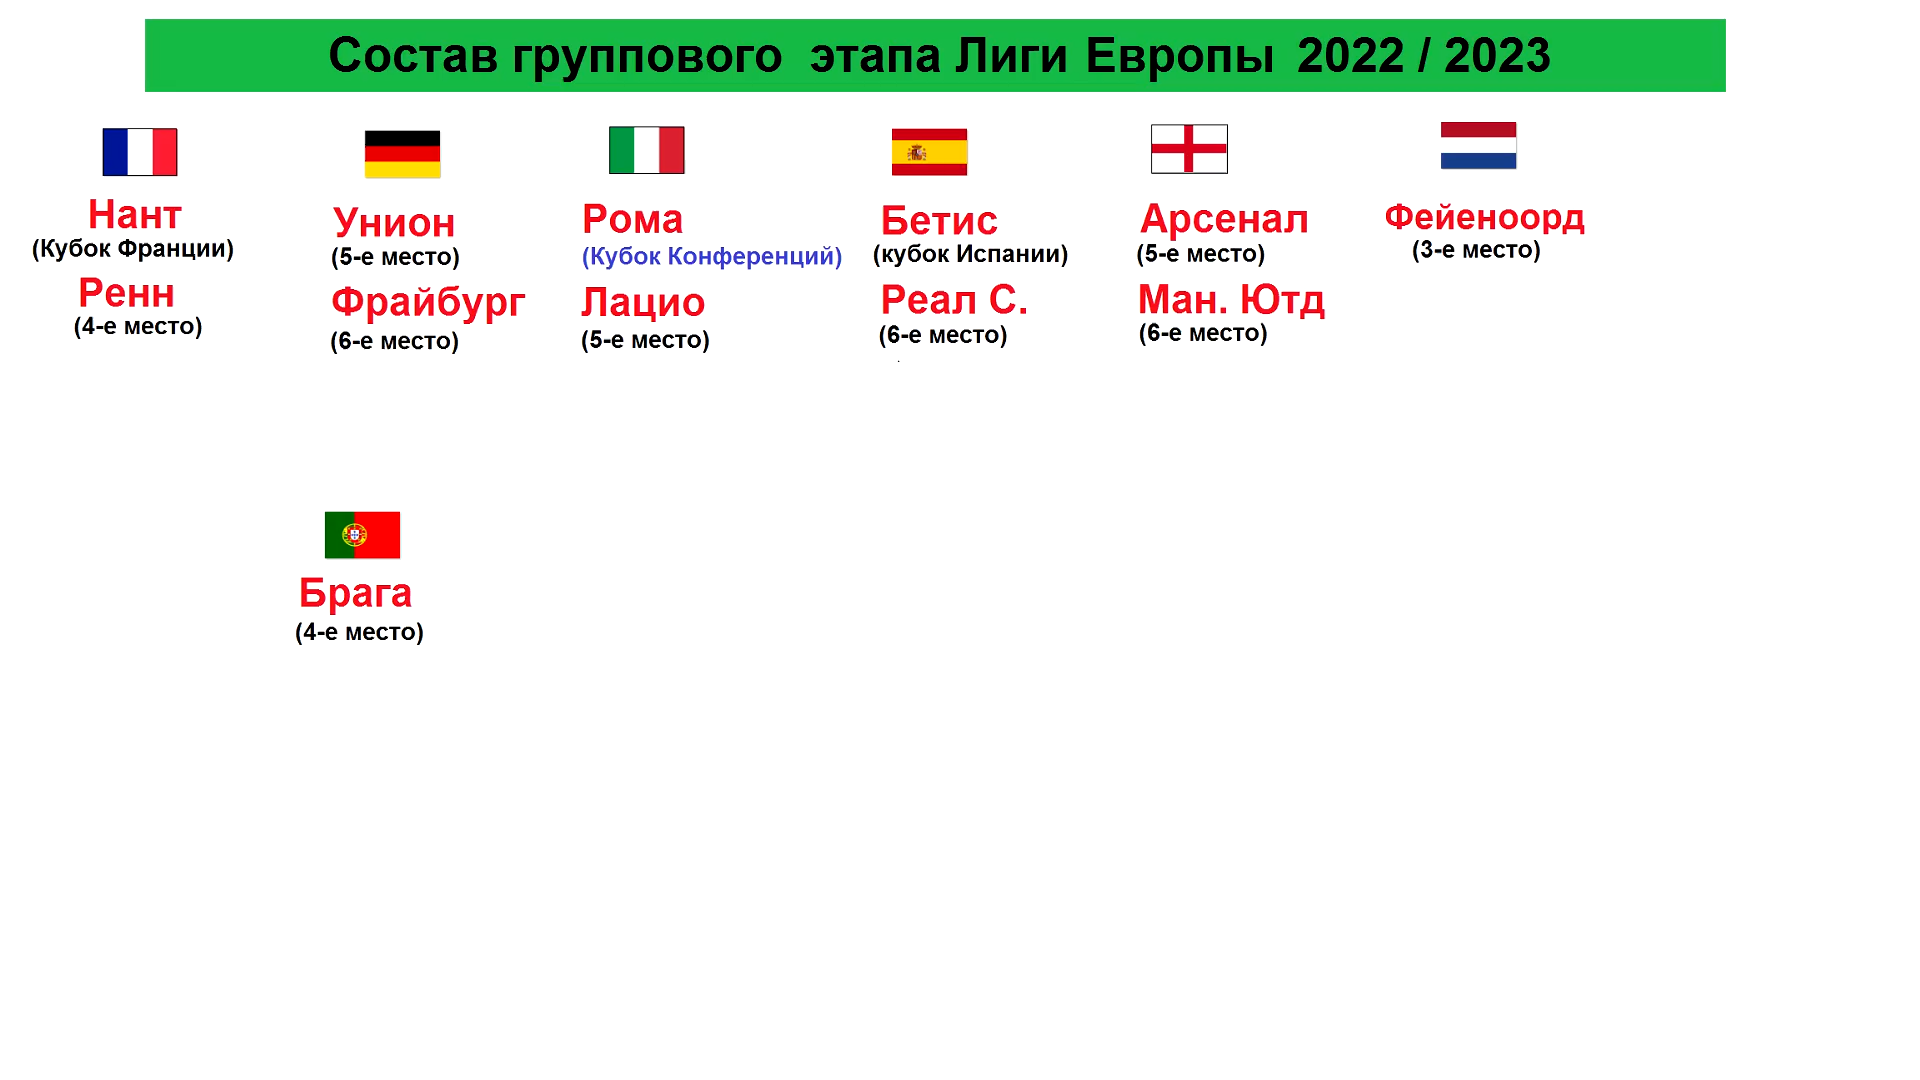 Состав группового этапа Лиги Европы 2022 / 2023
Нант
(Кубок Франции)
Ренн
(4-е место)
Унион
(5-е место)
Фрайбург
(6-е место)
Рома
(Кубок Конференций)
Лацио
(5-е место)
Бетис
(кубок Испании)
Реал С.
(6-е место)
Арсенал
(5-е место)
Ман. Ютд
(6-е место)
Фейеноорд
(3-е место)
Брага
(4-е место)